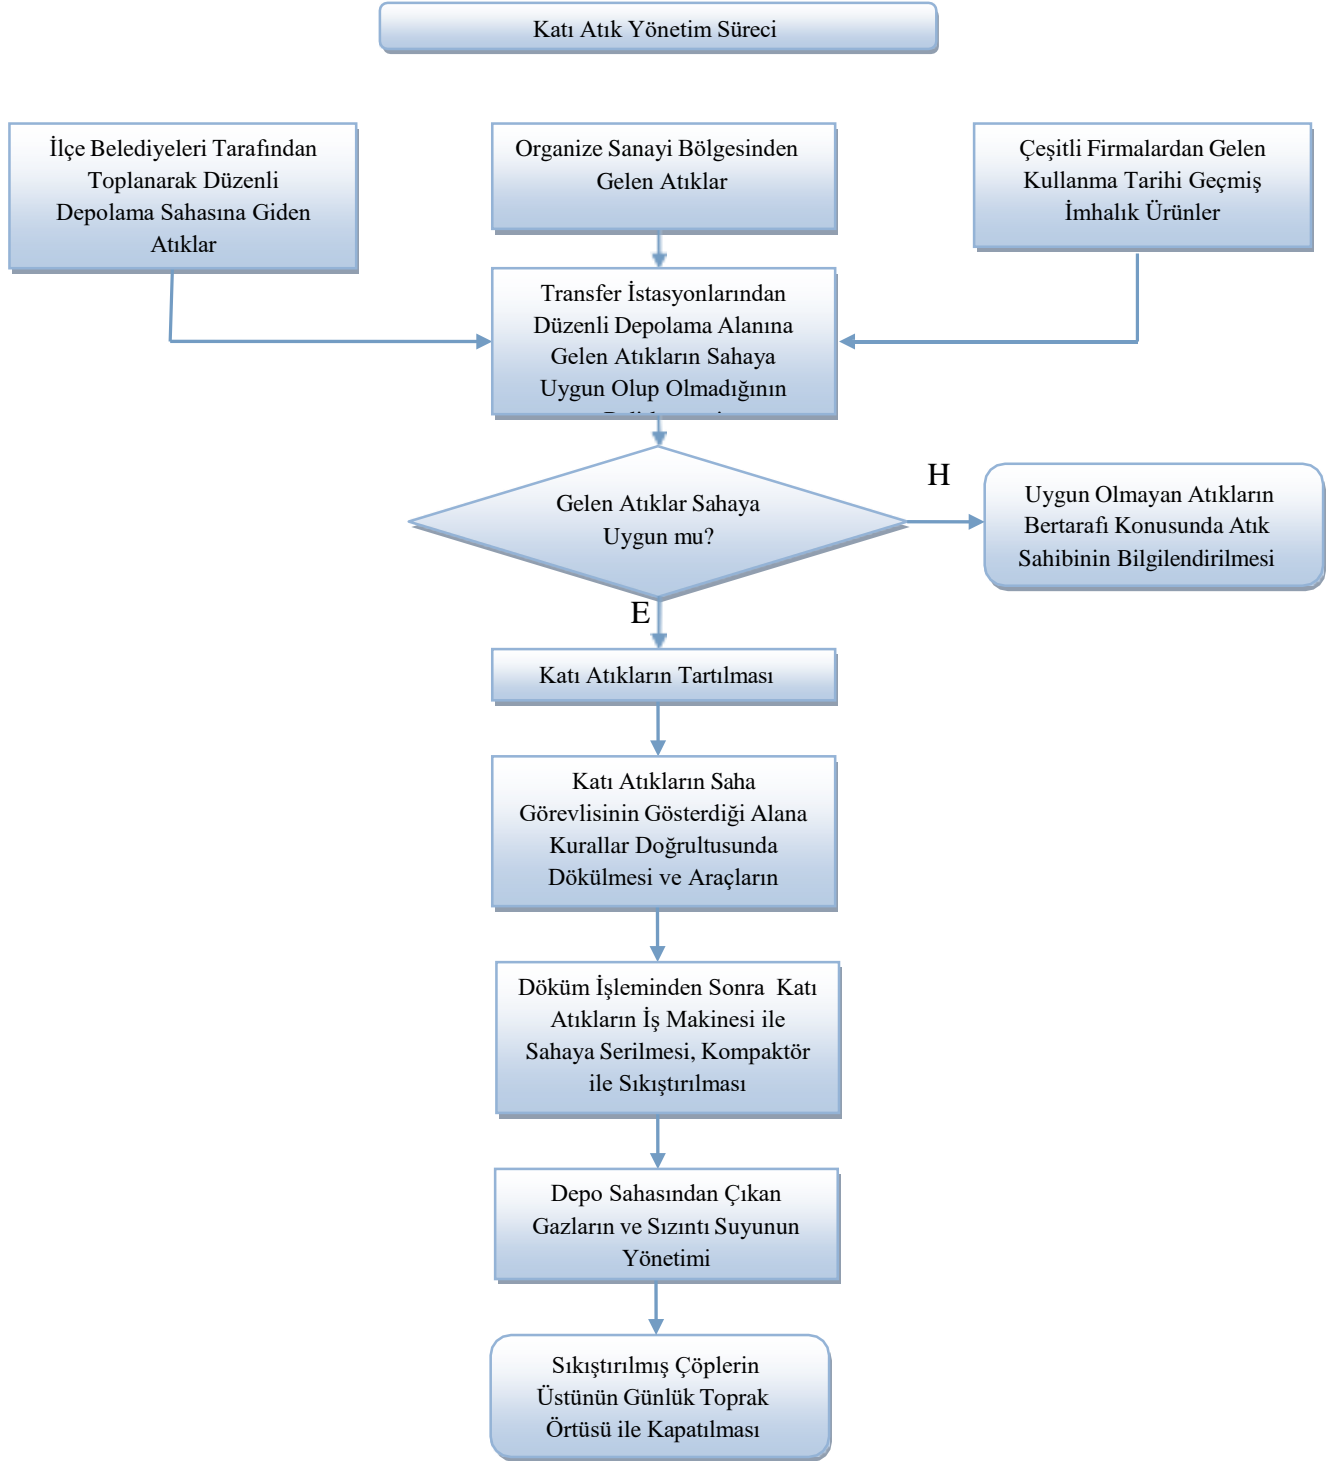 Katı Atık Yönetim Süreci
İlçe Belediyeleri Tarafından
Toplanarak Düzenli
Depolama Sahasına Giden
Atıklar
Organize Sanayi Bölgesinden
Gelen Atıklar
Çeşitli Firmalardan Gelen
Kullanma Tarihi Geçmiş
İmhalık Ürünler
Transfer İstasyonlarından
Düzenli Depolama Alanına
Gelen Atıkların Sahaya
Uygun Olup Olmadığının
Gelen Atıklar Sahaya
Uygun mu?
H
Uygun Olmayan Atıkların
Bertarafı Konusunda Atık
Sahibinin Bilgilendirilmesi
E
Katı Atıkların Tartılması
Katı Atıkların Saha
Görevlisinin Gösterdiği Alana
Kurallar Doğrultusunda
Dökülmesi ve Araçların
Döküm İşleminden Sonra Katı
Atıkların İş Makinesi ile
Sahaya Serilmesi, Kompaktör
ile Sıkıştırılması
Depo Sahasından Çıkan
Gazların ve Sızıntı Suyunun
Yönetimi
Sıkıştırılmış Çöplerin
Üstünün Günlük Toprak
Örtüsü ile Kapatılması